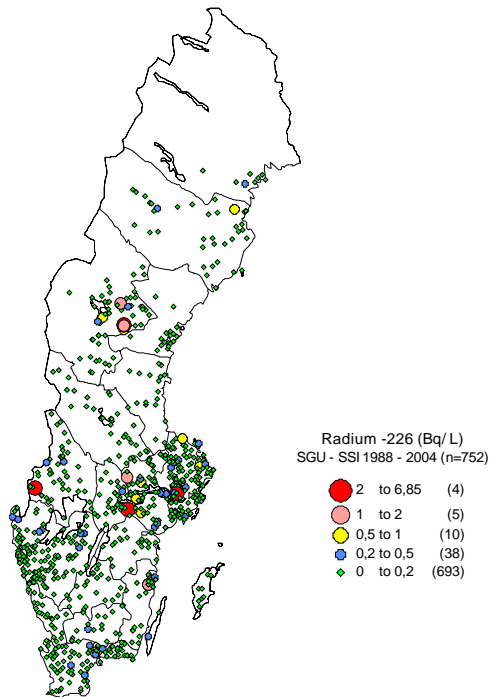 Radium -226 (Bq/ L)
SGU - SSI 1988 - 2004 (n=752)
2 to 6,85 (4)
1 to 2 (5)
0,5 to 1 (10)
0,2 to 0,5 (38)
0 to 0,2 (693)